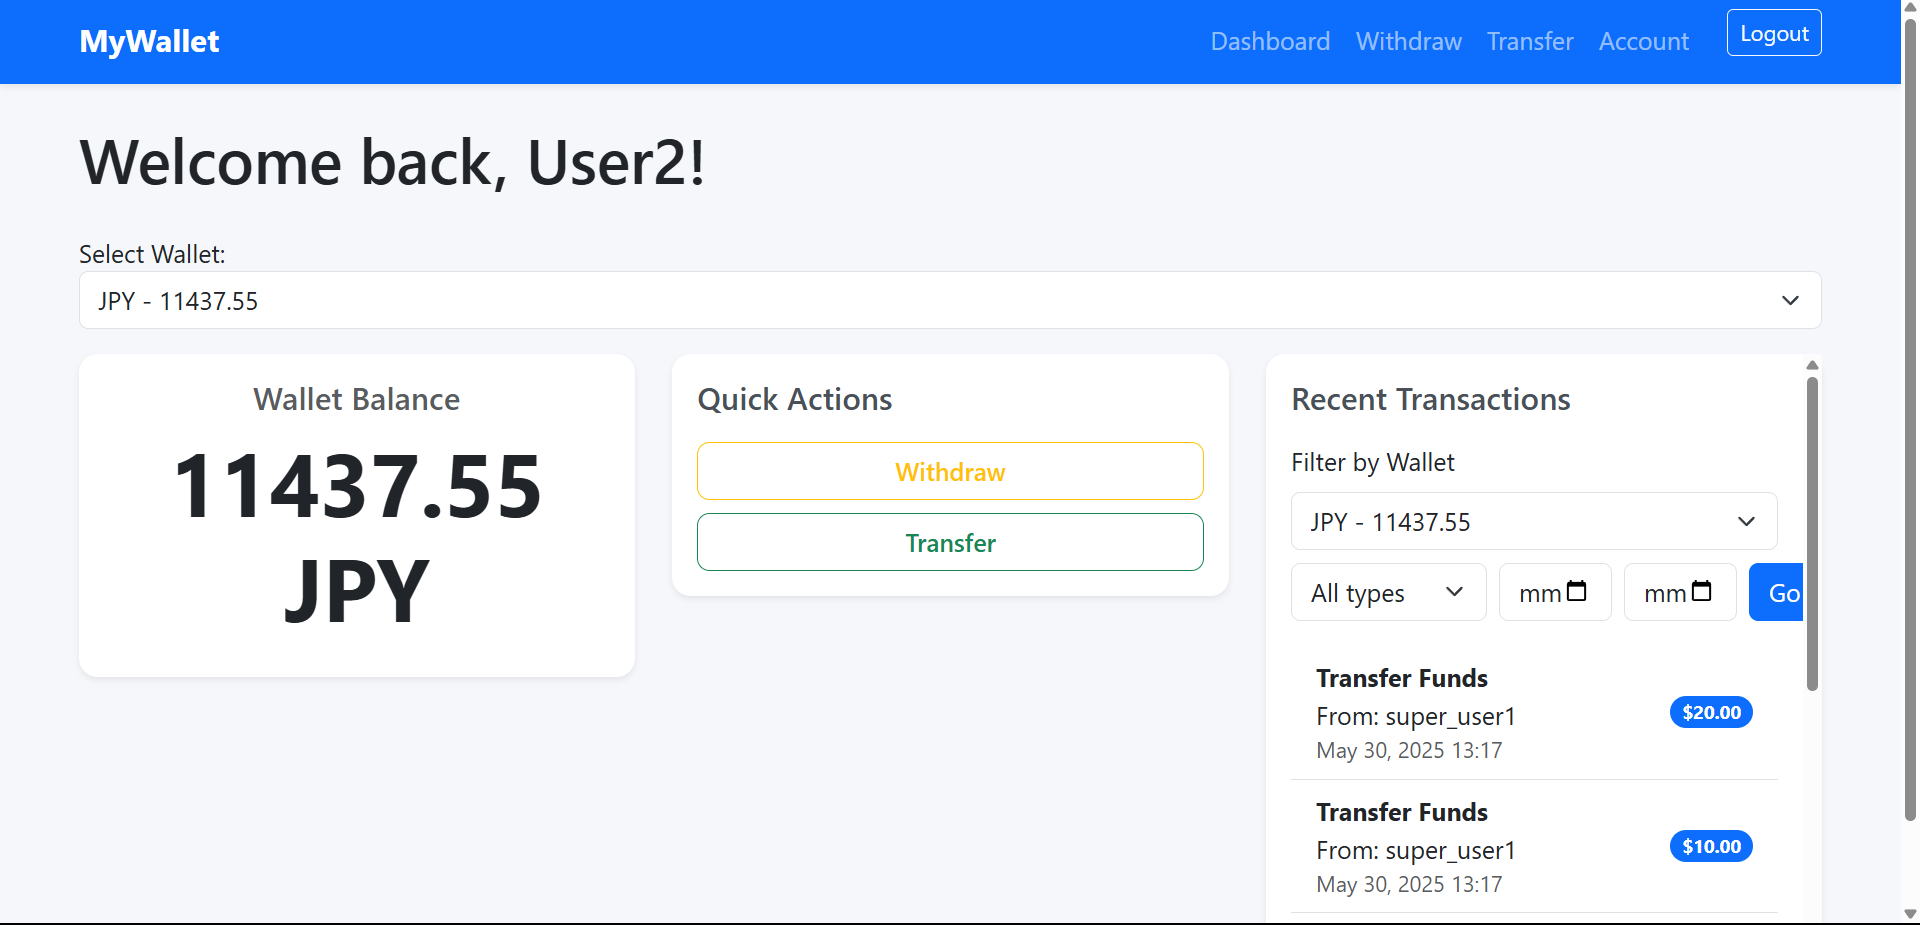 MyWallet
Dashboard Withdraw Transfer Account Logout
Welcome back, User2!
Select Wallet:
JPY - 11437.55
Wallet Balance
11437.55
JPY
Quick Actions
Withdraw
Transfer
Recent Transactions
Filter by Wallet
JPY - 11437.55
All types mm mm Go
Transfer Funds
From: super_user1
May 30, 2025 13:17
$20.00
Transfer Funds
From: super_user1
May 30, 2025 13:17
$10.00